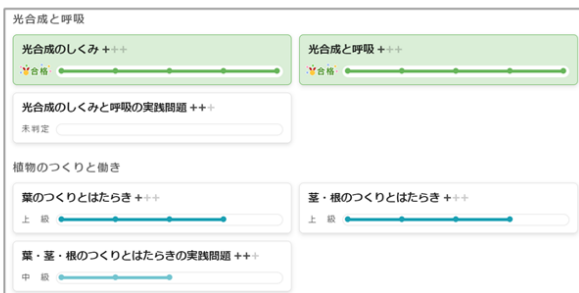 光合成と呼吸
光合成のしくみ +++
光合成と呼吸 +++
合格
合格
光合成のしくみと呼吸の実践問題 +++
未判定
植物のつくりと働き
葉のつくりとはたらき +++
茎・根のつくりとはたらき +++
上 級
上 級
葉・茎・根のつくりとはたらきの実践問題 +++
中 級